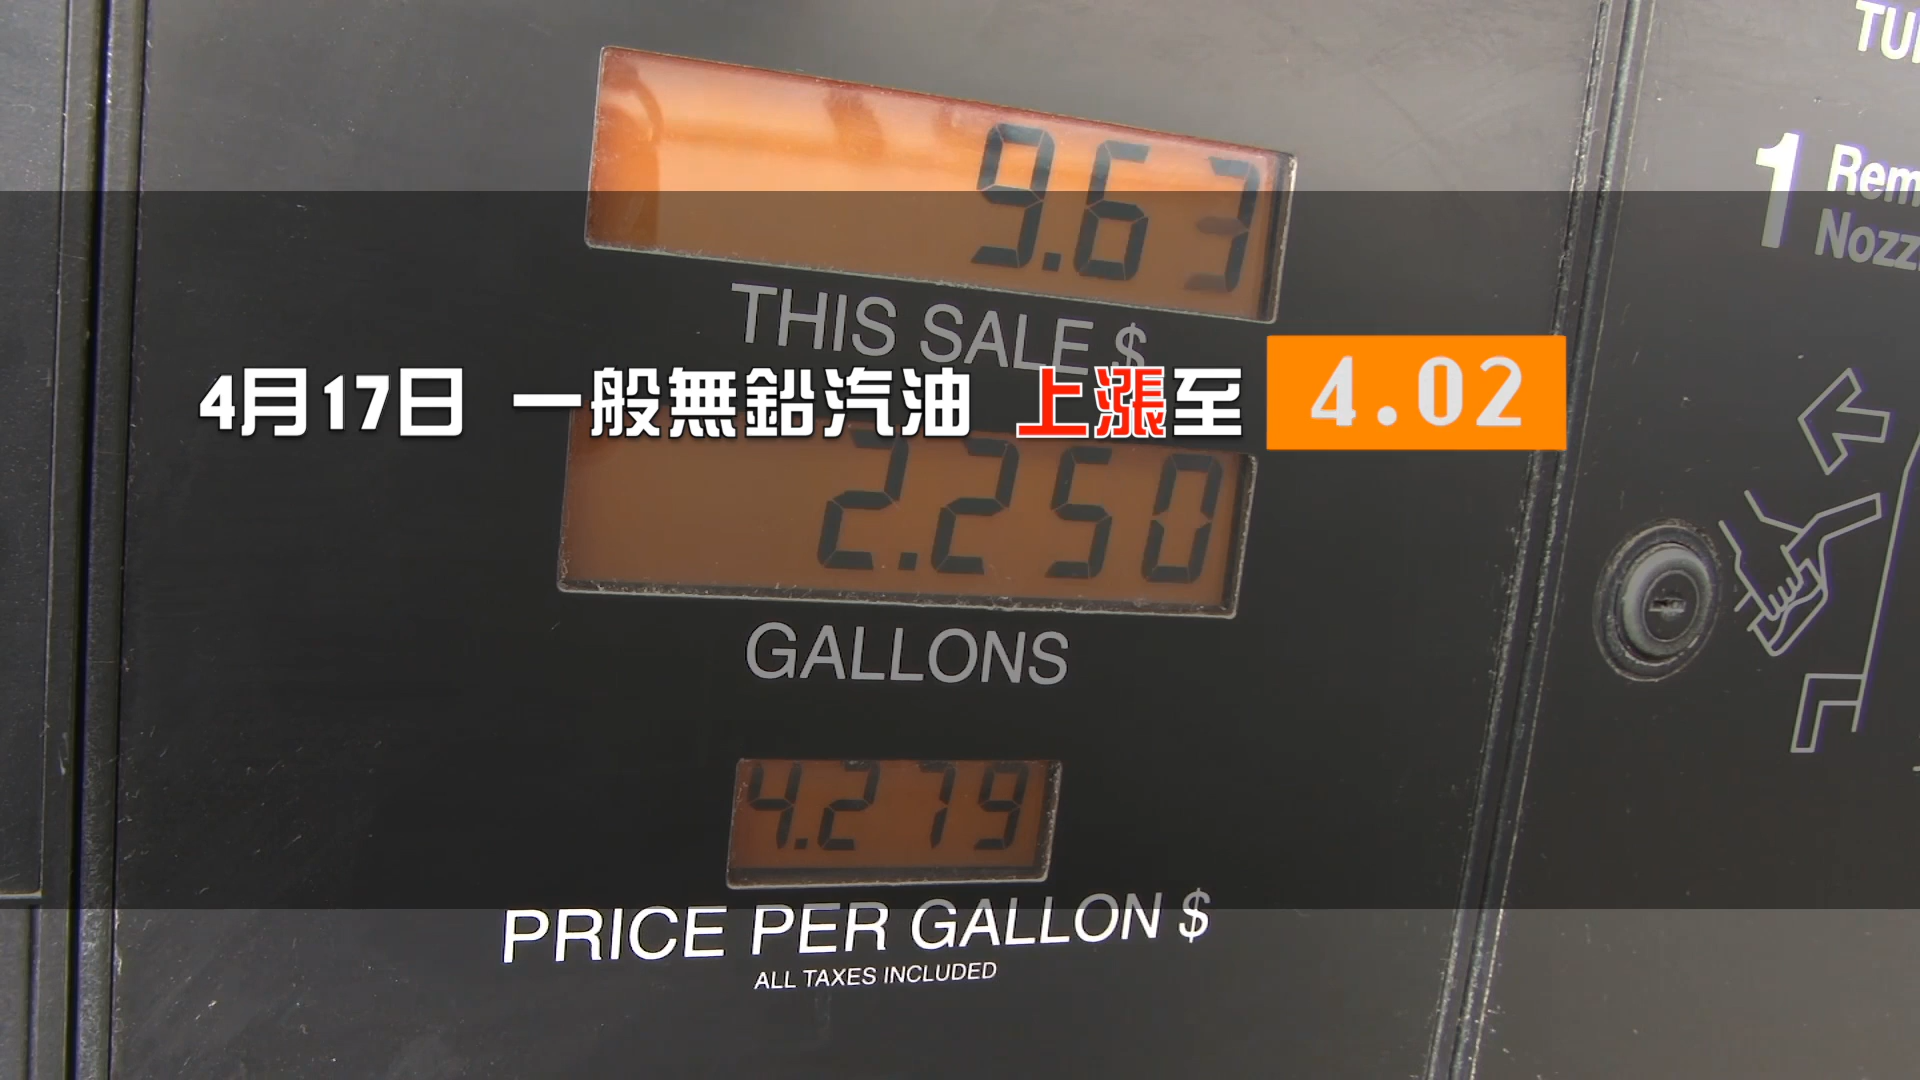 TU
1 Rem
Nozz
9.63
THIS SALE $
4月17日 一般無鉛汽油 上漲至 4.02
2.250
GALLONS
4.279
PRICE PER GALLON $
ALL TAXES INCLUDED